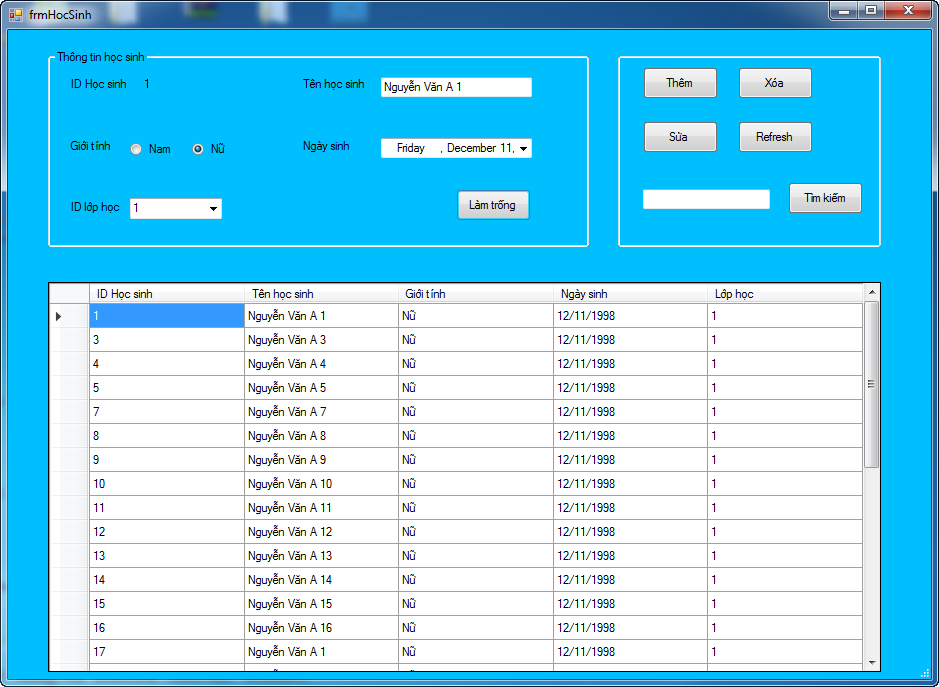 frmHocSinh
Thông tin học sinh
ID Học sinh 1 Tên học sinh Nguyễn Văn A 1
Giới tính Nam Nữ Ngày sinh Friday , December 11,
ID lớp học 1 Làm trống
Thêm Xóa
Sửa Refresh
Tìm kiếm
ID Học sinh Tên học sinh Giới tính Ngày sinh Lớp học
1 Nguyễn Văn A 1 Nữ 12/11/1998 1
3 Nguyễn Văn A 3 Nữ 12/11/1998 1
4 Nguyễn Văn A 4 Nữ 12/11/1998 1
5 Nguyễn Văn A 5 Nữ 12/11/1998 1
7 Nguyễn Văn A 7 Nữ 12/11/1998 1
8 Nguyễn Văn A 8 Nữ 12/11/1998 1
9 Nguyễn Văn A 9 Nữ 12/11/1998 1
10 Nguyễn Văn A 10 Nữ 12/11/1998 1
11 Nguyễn Văn A 11 Nữ 12/11/1998 1
12 Nguyễn Văn A 12 Nữ 12/11/1998 1
13 Nguyễn Văn A 13 Nữ 12/11/1998 1
14 Nguyễn Văn A 14 Nữ 12/11/1998 1
15 Nguyễn Văn A 15 Nữ 12/11/1998 1
16 Nguyễn Văn A 16 Nữ 12/11/1998 1
17 Nguyễn Văn A 1 Nữ 12/11/1998 1